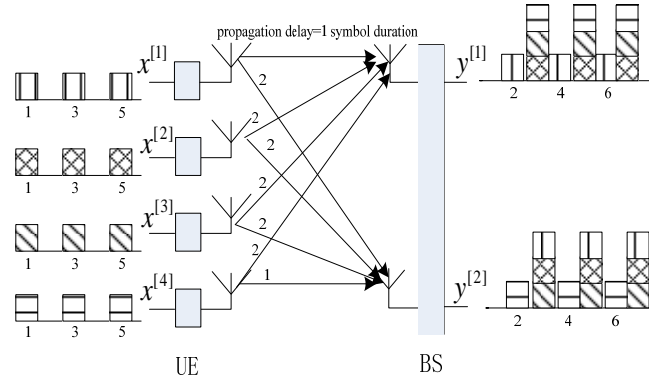 propagation delay=1 symbol duration
x^[1]
1 3 5
2
y^[1]
2 4 6
x^[2]
1 3 5
2
2
x^[3]
1 3 5
2
2
2
x^[4]
1 3 5
1
y^[2]
2 4 6
UE
BS